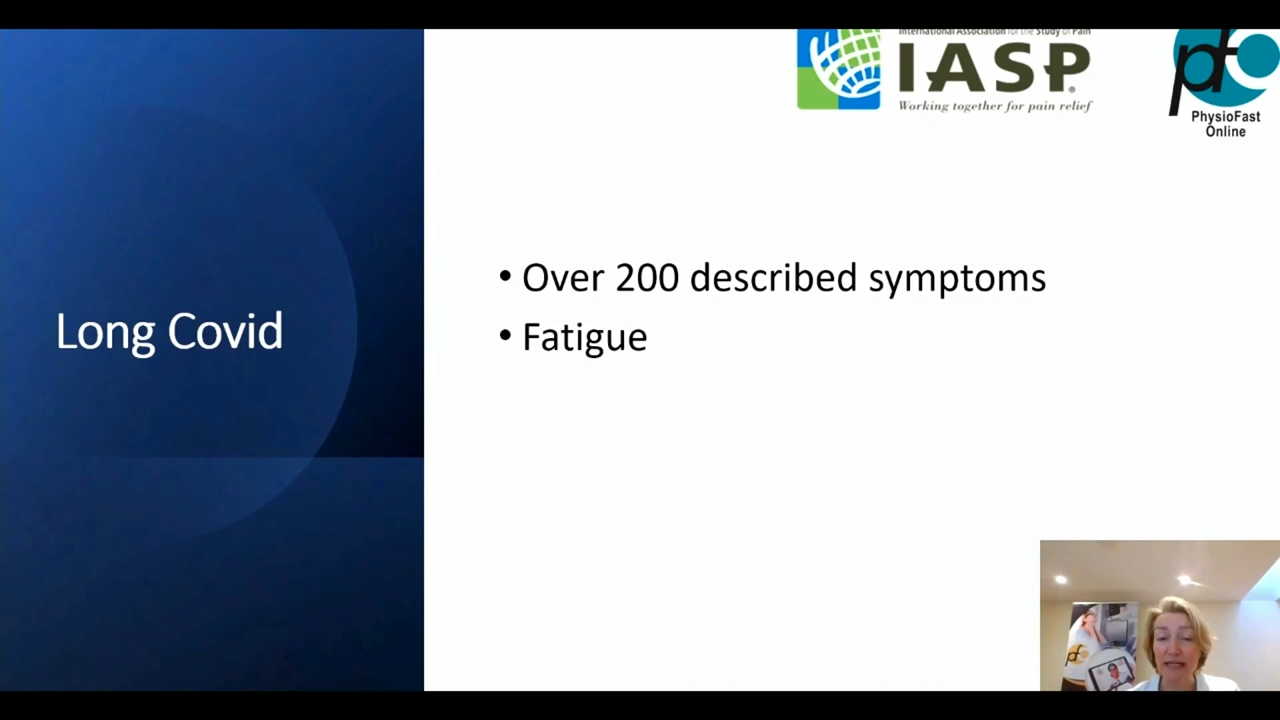 International Association for the Study of Pain
IASP
Working together for pain relief
PhysioFast
Online
Long Covid
• Over 200 described symptoms
• Fatigue